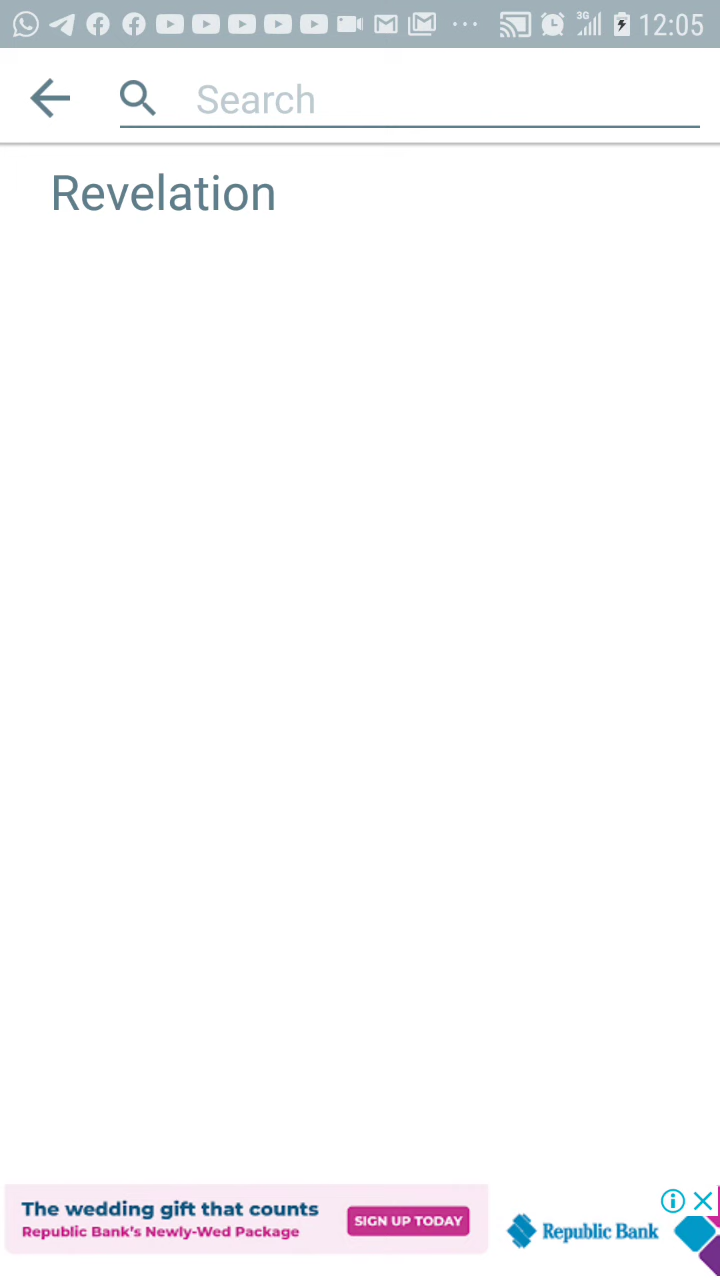 3G 12:05
Search
Revelation
The wedding gift that counts
Republic Bank's Newly-Wed Package
SIGN UP TODAY
Republic Bank